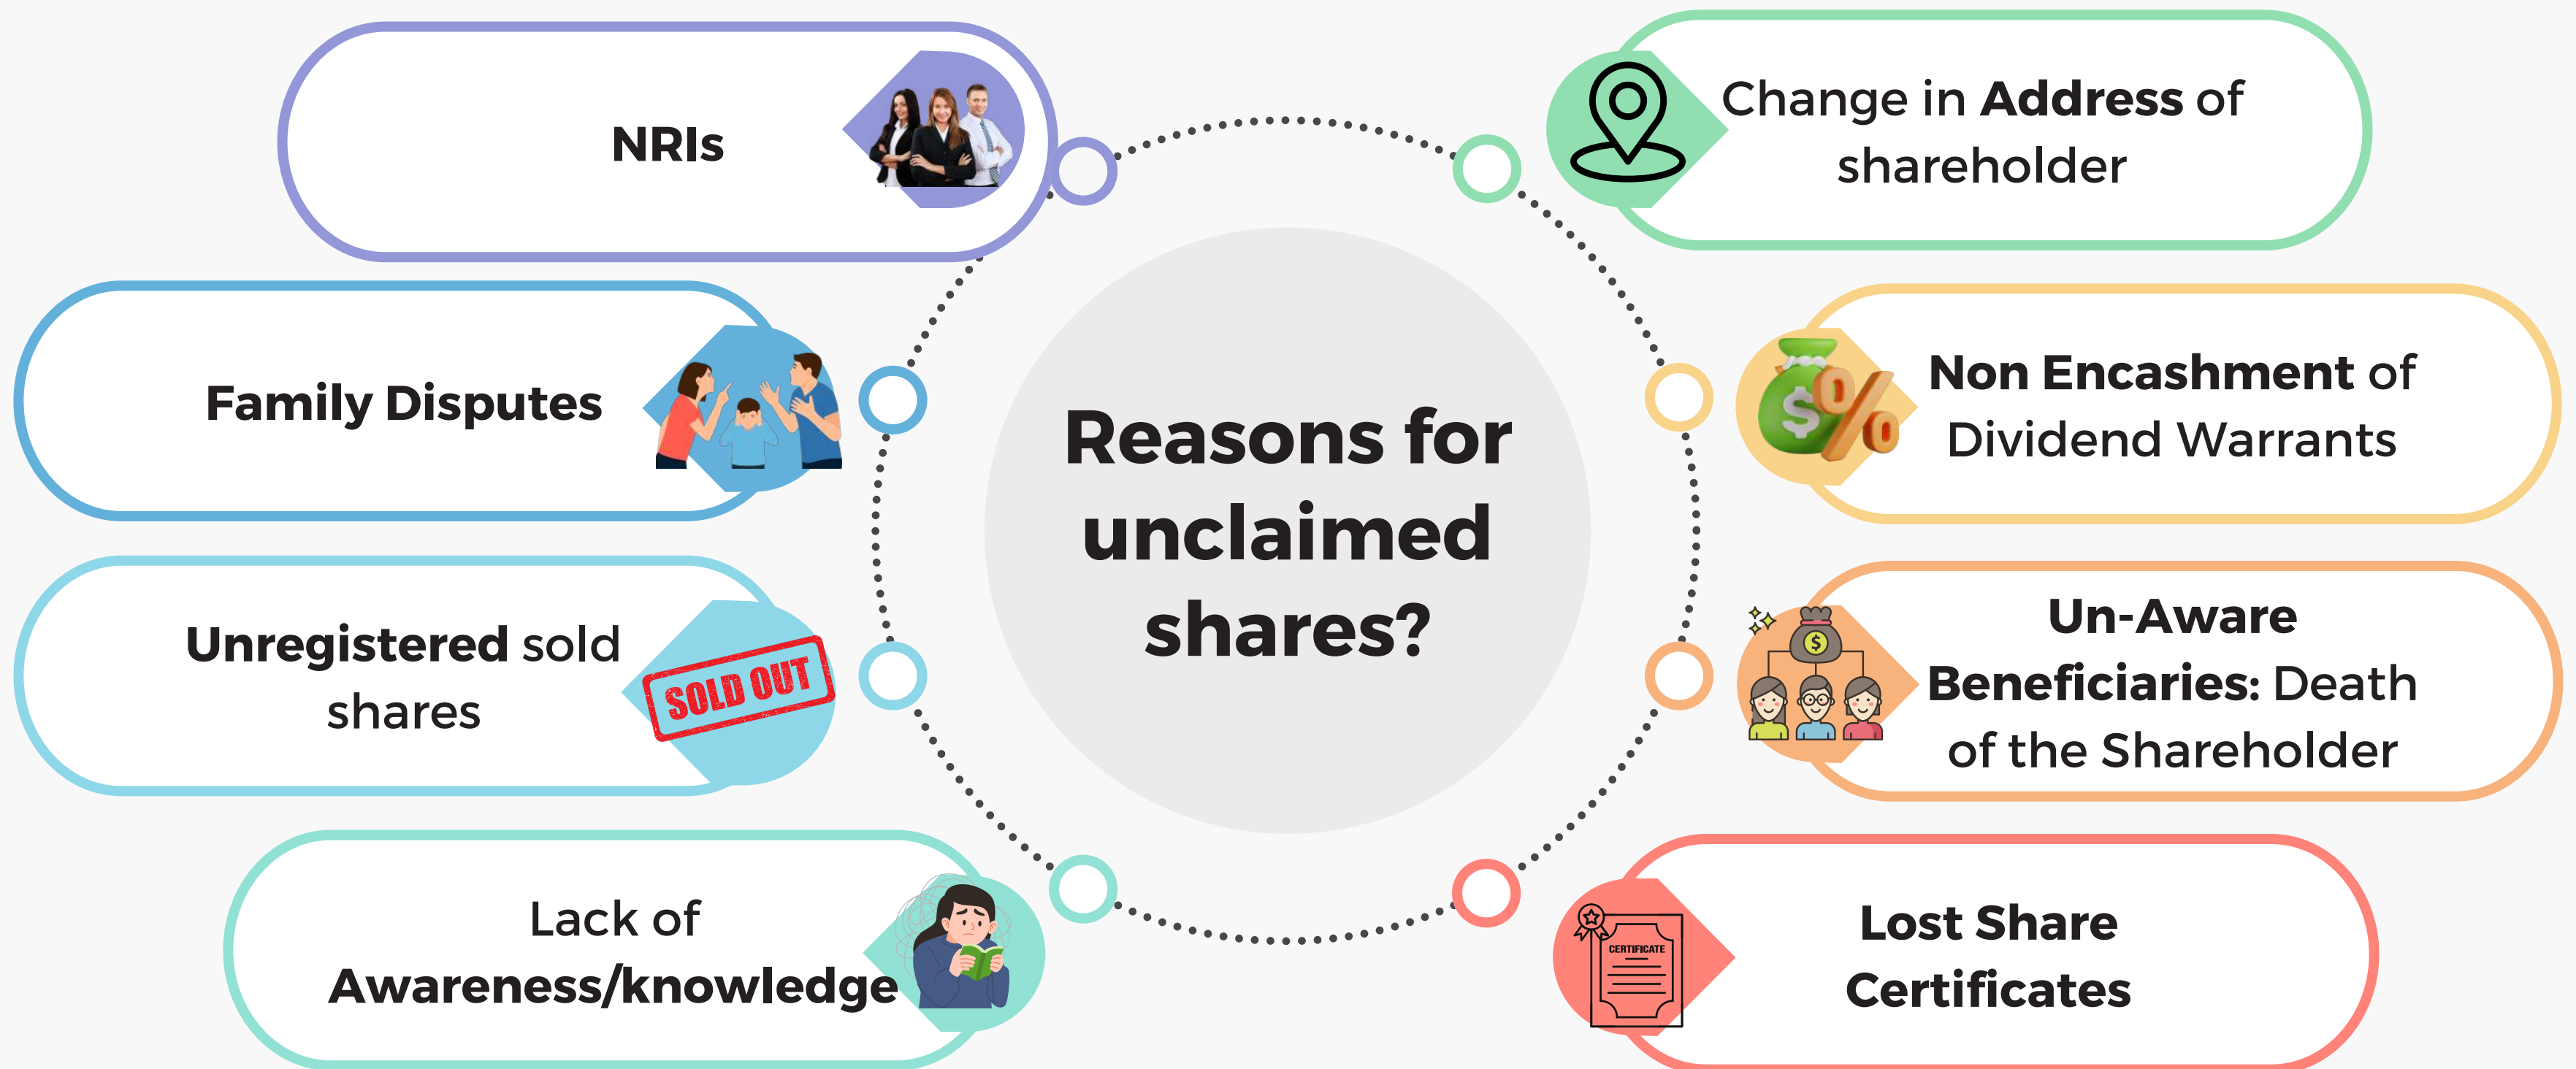 NRIs
Family Disputes
Unregistered sold
shares
SOLD OUT
Lack of
Awareness/knowledge
Reasons for
unclaimed
shares?
Change in Address of
shareholder
$ %
Non Encashment of
Dividend Warrants
$
Un-Aware
Beneficiaries: Death
of the Shareholder
CERTIFICATE
Lost Share
Certificates